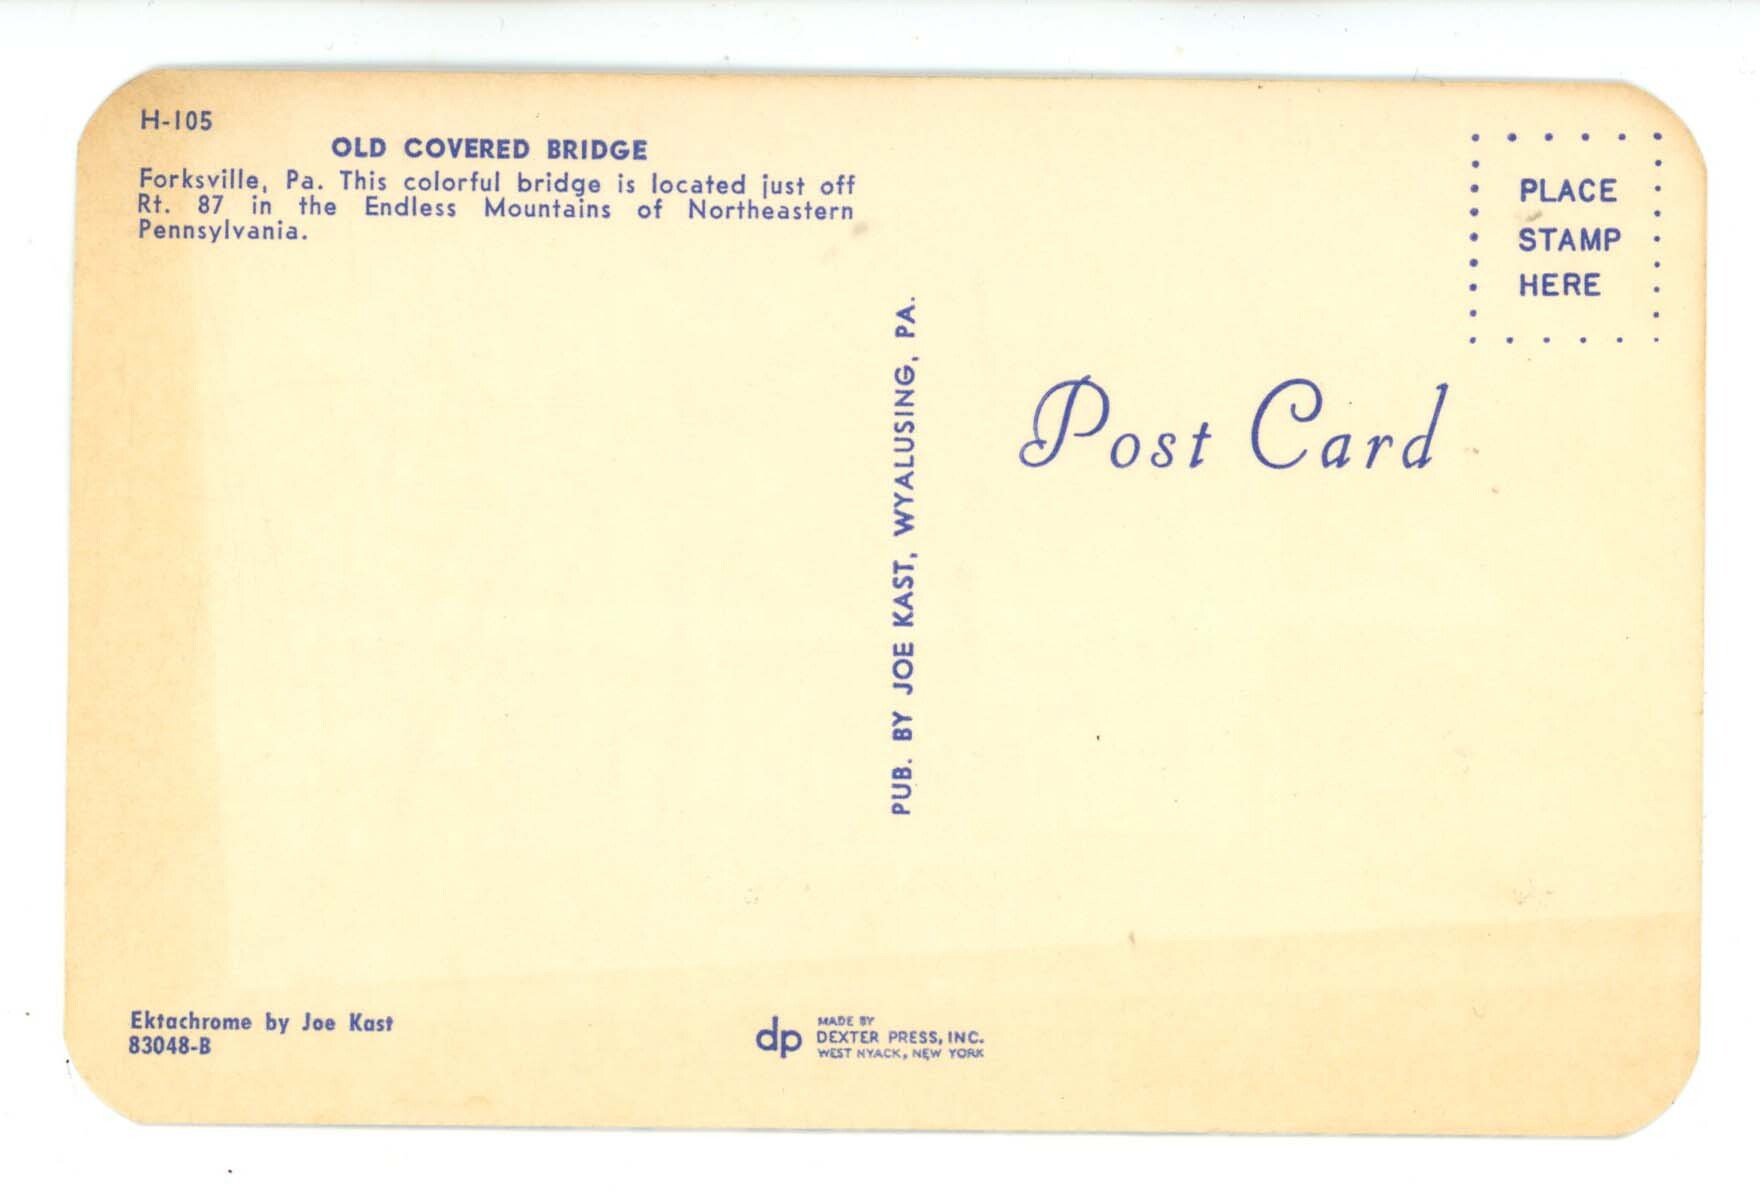 H-105
OLD COVERED BRIDGE
Forksville, Pa. This colorful bridge is located just off
Rt. 87 in the Endless Mountains of Northeastern
Pennsylvania.
Ektachrome by Joe Kast
83048-B
PUB. BY JOE KAST, WYALUSING, PA.
dp
MADE BY
DEXTER PRESS, INC.
WEST NYACK, NEW YORK
PLACE
STAMP
HERE
Post Card